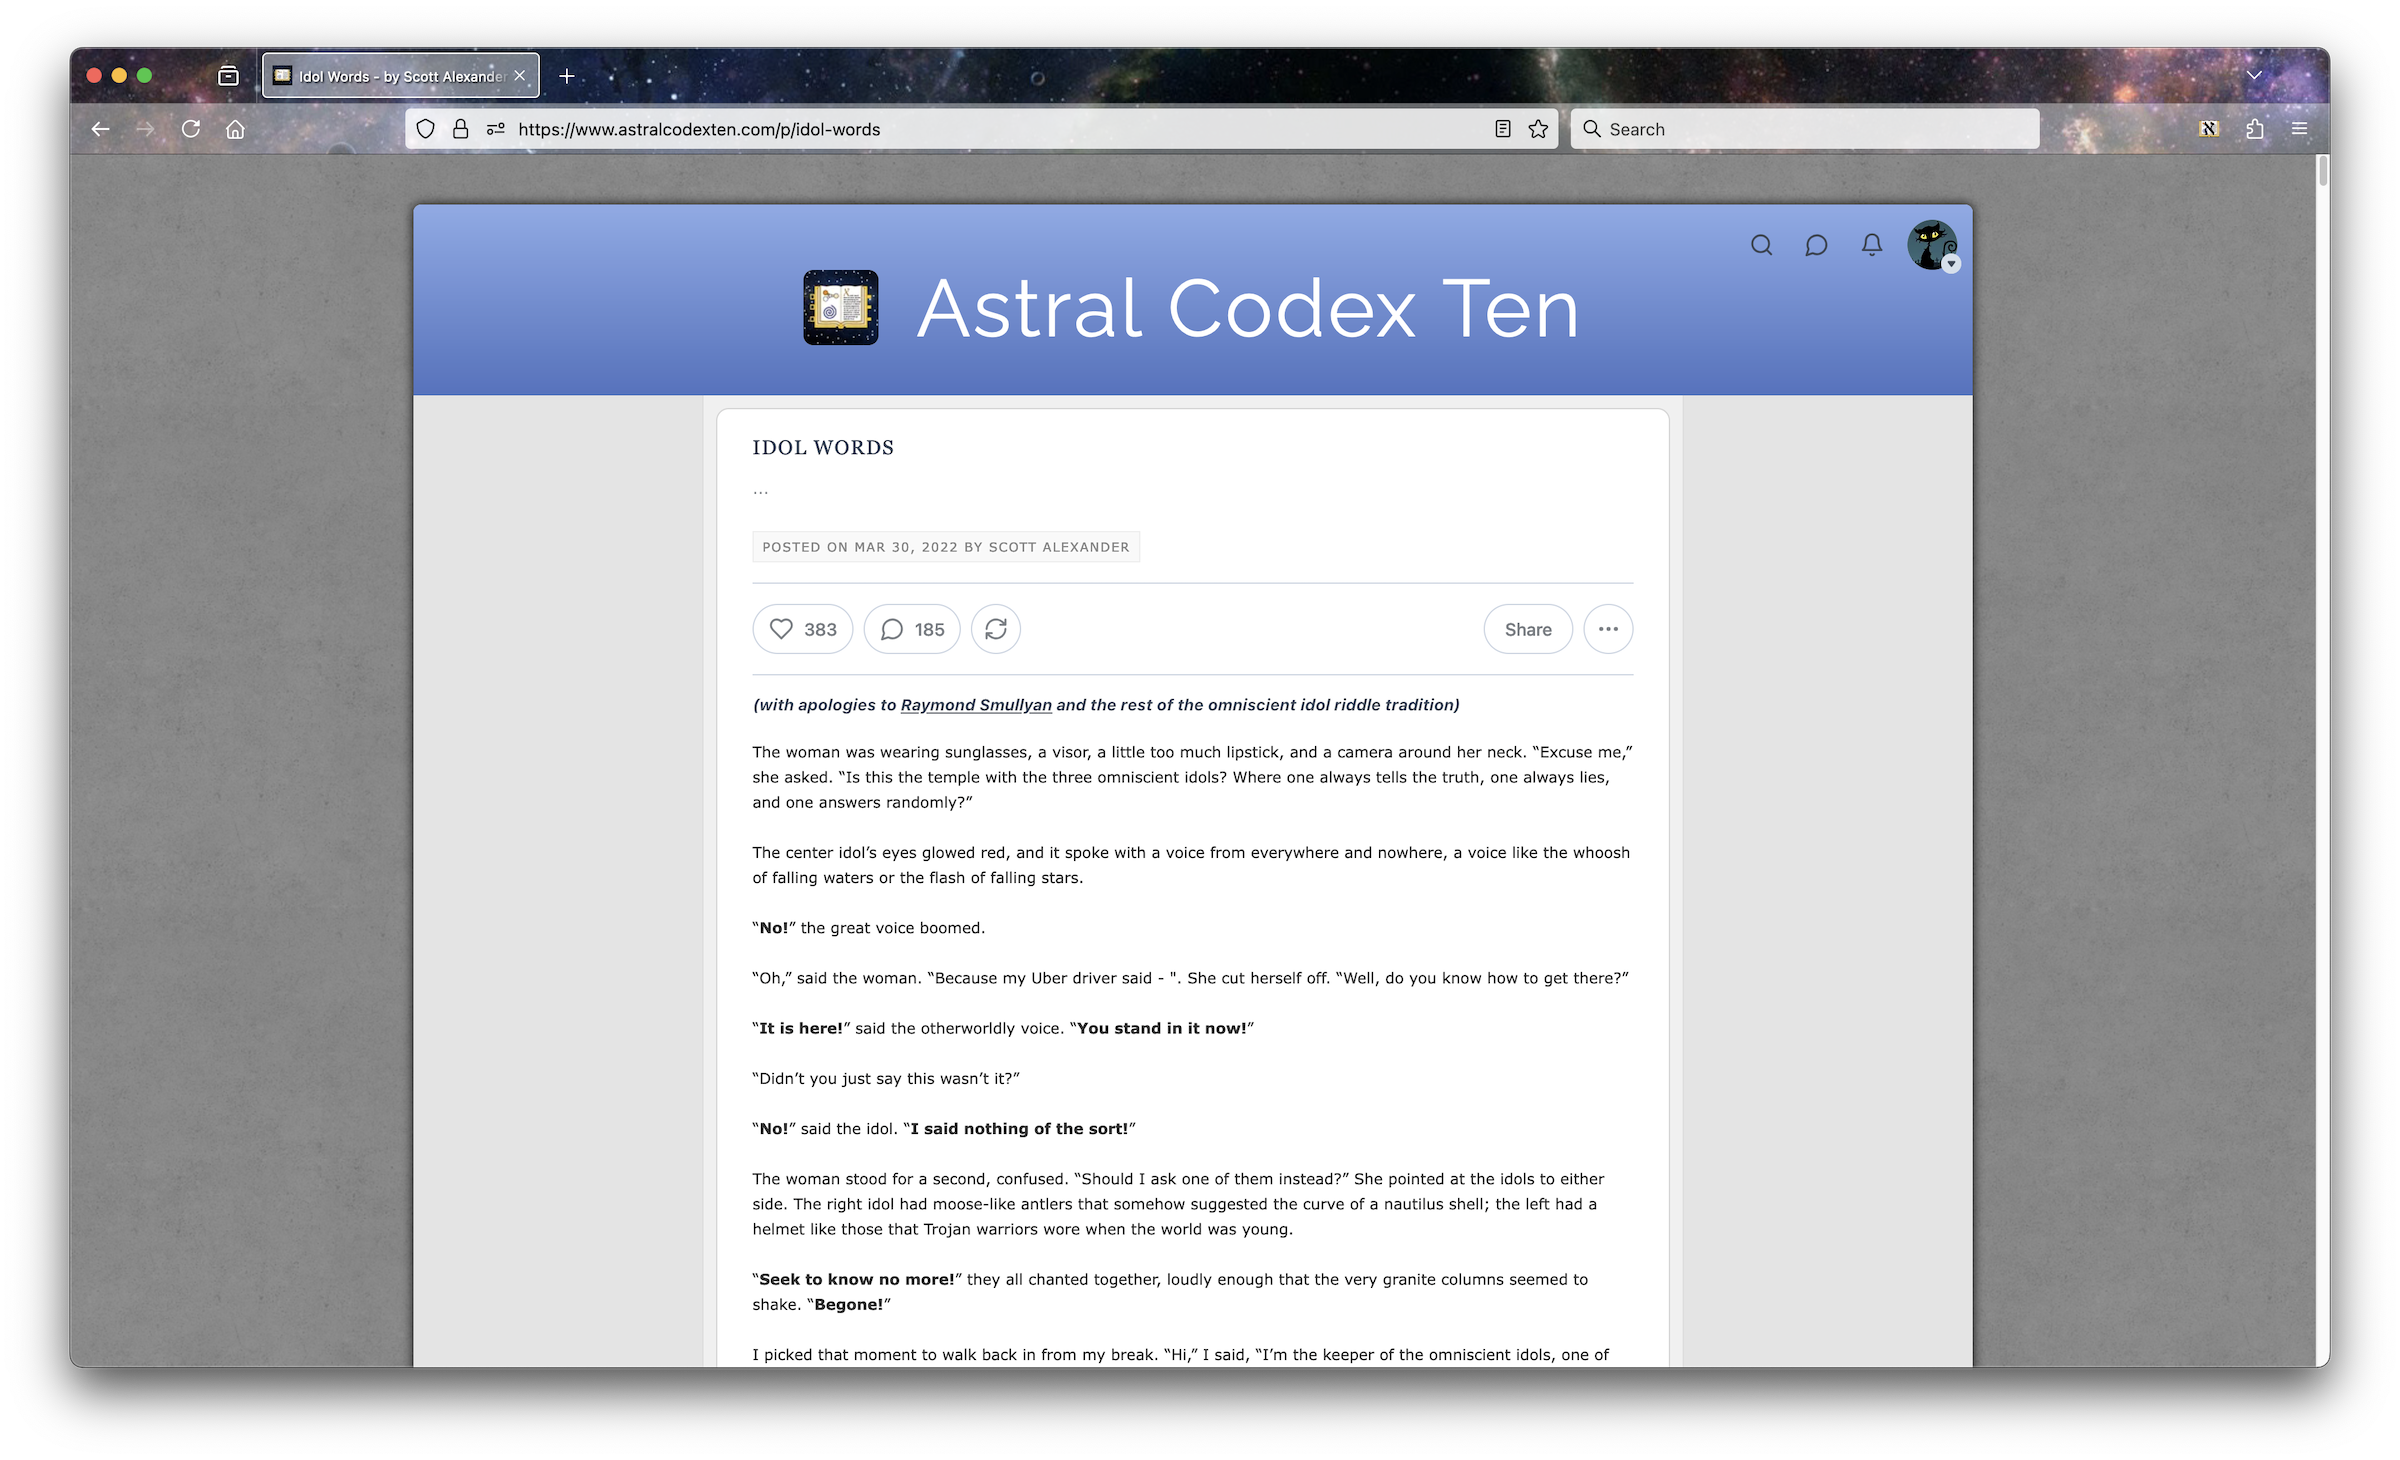 Idol Words - by Scott Alexander
https://www.astralcodexten.com/p/idol-words
Search
Astral Codex Ten
IDOL WORDS
...
POSTED ON MAR 30, 2022 BY SCOTT ALEXANDER
383
185
Share
(with apologies to Raymond Smullyan and the rest of the omniscient idol riddle tradition)
The woman was wearing sunglasses, a visor, a little too much lipstick, and a camera around her neck. “Excuse me,”
she asked. “Is this the temple with the three omniscient idols? Where one always tells the truth, one always lies,
and one answers randomly?”
The center idol’s eyes glowed red, and it spoke with a voice from everywhere and nowhere, a voice like the whoosh
of falling waters or the flash of falling stars.
“No!” the great voice boomed.
“Oh,” said the woman. “Because my Uber driver said - ". She cut herself off. “Well, do you know how to get there?”
“It is here!” said the otherworldly voice. “You stand in it now!”
“Didn’t you just say this wasn’t it?”
“No!” said the idol. “I said nothing of the sort!”
The woman stood for a second, confused. “Should I ask one of them instead?” She pointed at the idols to either
side. The right idol had moose-like antlers that somehow suggested the curve of a nautilus shell; the left had a
helmet like those that Trojan warriors wore when the world was young.
“Seek to know no more!” they all chanted together, loudly enough that the very granite columns seemed to
shake. “Begone!”
I picked that moment to walk back in from my break. “Hi,” I said, “I’m the keeper of the omniscient idols, one of